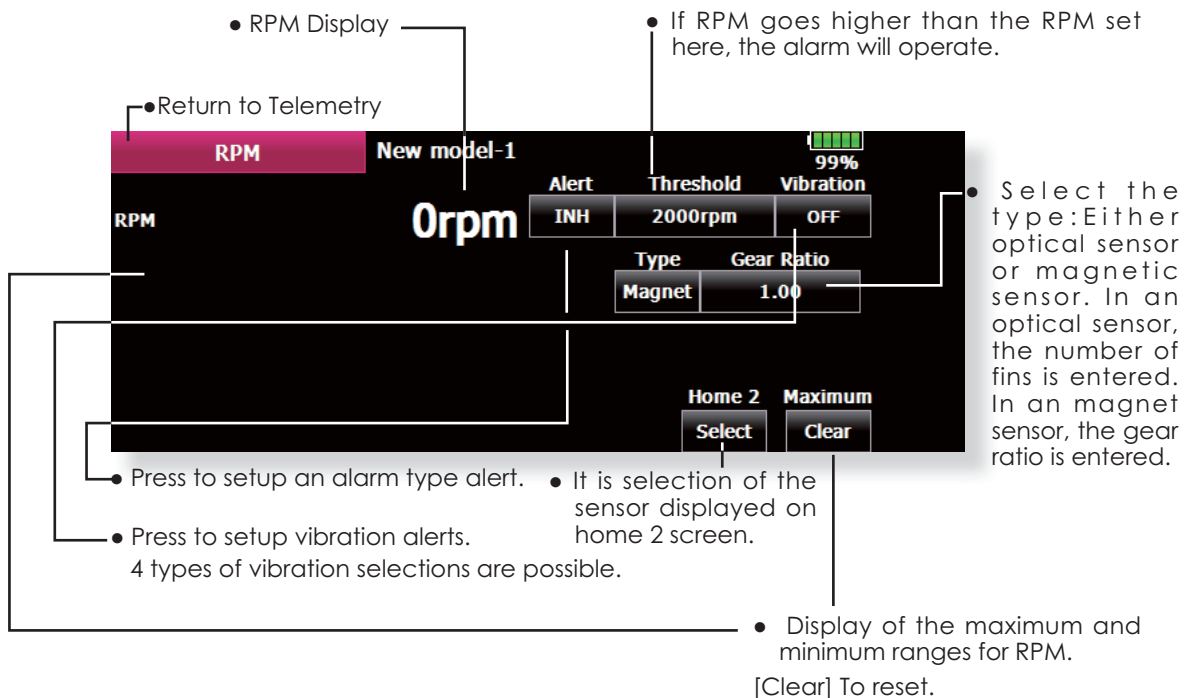 ● RPM Display
● If RPM goes higher than the RPM set
here, the alarm will operate.
●Return to Telemetry
RPM
New model-1
99%
Alert
Threshold
Vibration
RPM
0rpm
INH
2000rpm
OFF
Type
Gear Ratio
Magnet
1.00
● Select the
type:Either
optical sensor
or magnetic
sensor. In an
optical sensor,
the number of
fins is entered.
In an magnet
sensor, the gear
ratio is entered.
Home 2
Maximum
Select
Clear
● Press to setup an alarm type alert.
● It is selection of the
sensor displayed on
home 2 screen.
● Press to setup vibration alerts.
4 types of vibration selections are possible.
● Display of the maximum and
minimum ranges for RPM.
[Clear] To reset.